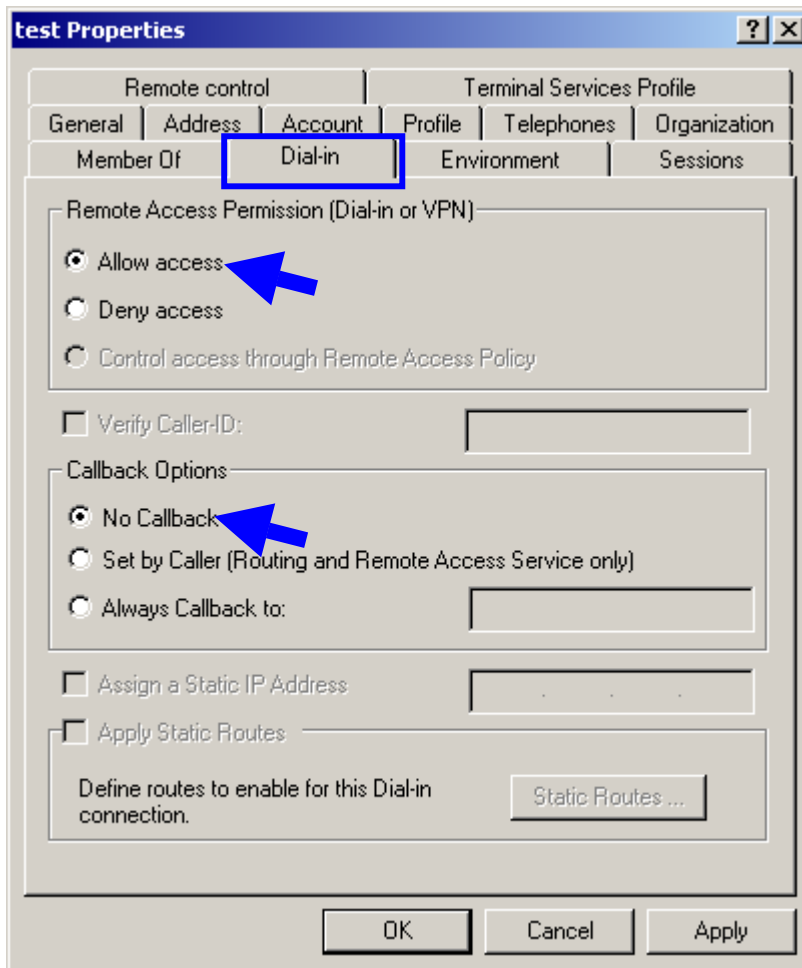 test Properties
Remote control Terminal Services Profile
General Address Account Profile Telephones Organization
Member Of Dial-in Environment Sessions
Remote Access Permission (Dial-in or VPN)
Allow access
Deny access
Control access through Remote Access Policy
Verify Caller-ID:
Callback Options
No Callback
Set by Caller (Routing and Remote Access Service only)
Always Callback to:
Assign a Static IP Address
Apply Static Routes
Define routes to enable for this Dial-in
connection.
Static Routes ...
OK Cancel Apply